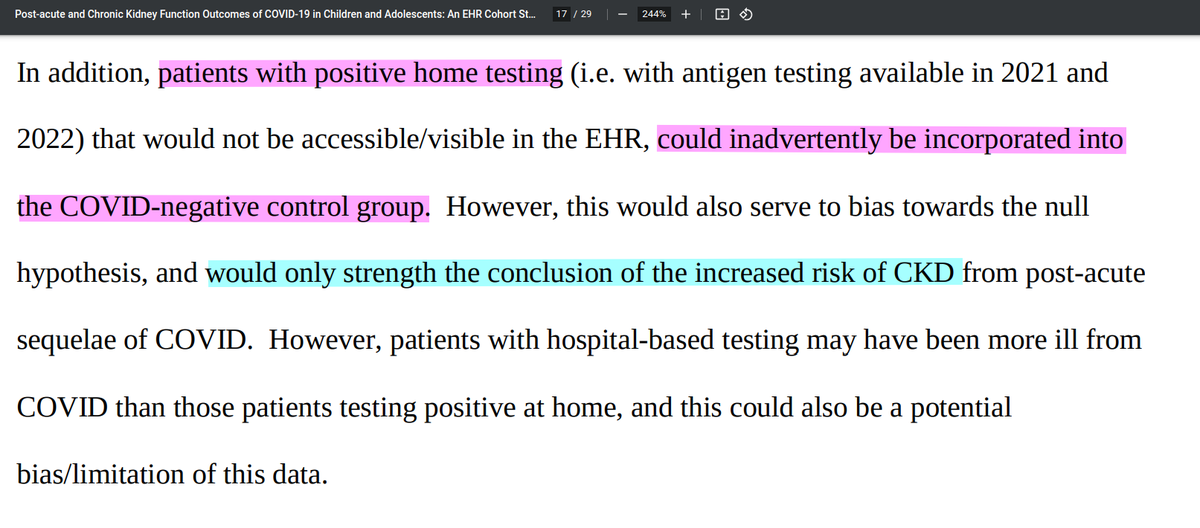 Post-acute and Chronic Kidney Function Outcomes of COVID-19 in Children and Adolescents: An EHR Cohort St... 17 / 29 244%
In addition, patients with positive home testing (i.e. with antigen testing available in 2021 and
2022) that would not be accessible/visible in the EHR, could inadvertently be incorporated into
the COVID-negative control group. However, this would also serve to bias towards the null
hypothesis, and would only strength the conclusion of the increased risk of CKD from post-acute
sequelae of COVID. However, patients with hospital-based testing may have been more ill from
COVID than those patients testing positive at home, and this could also be a potential
bias/limitation of this data.